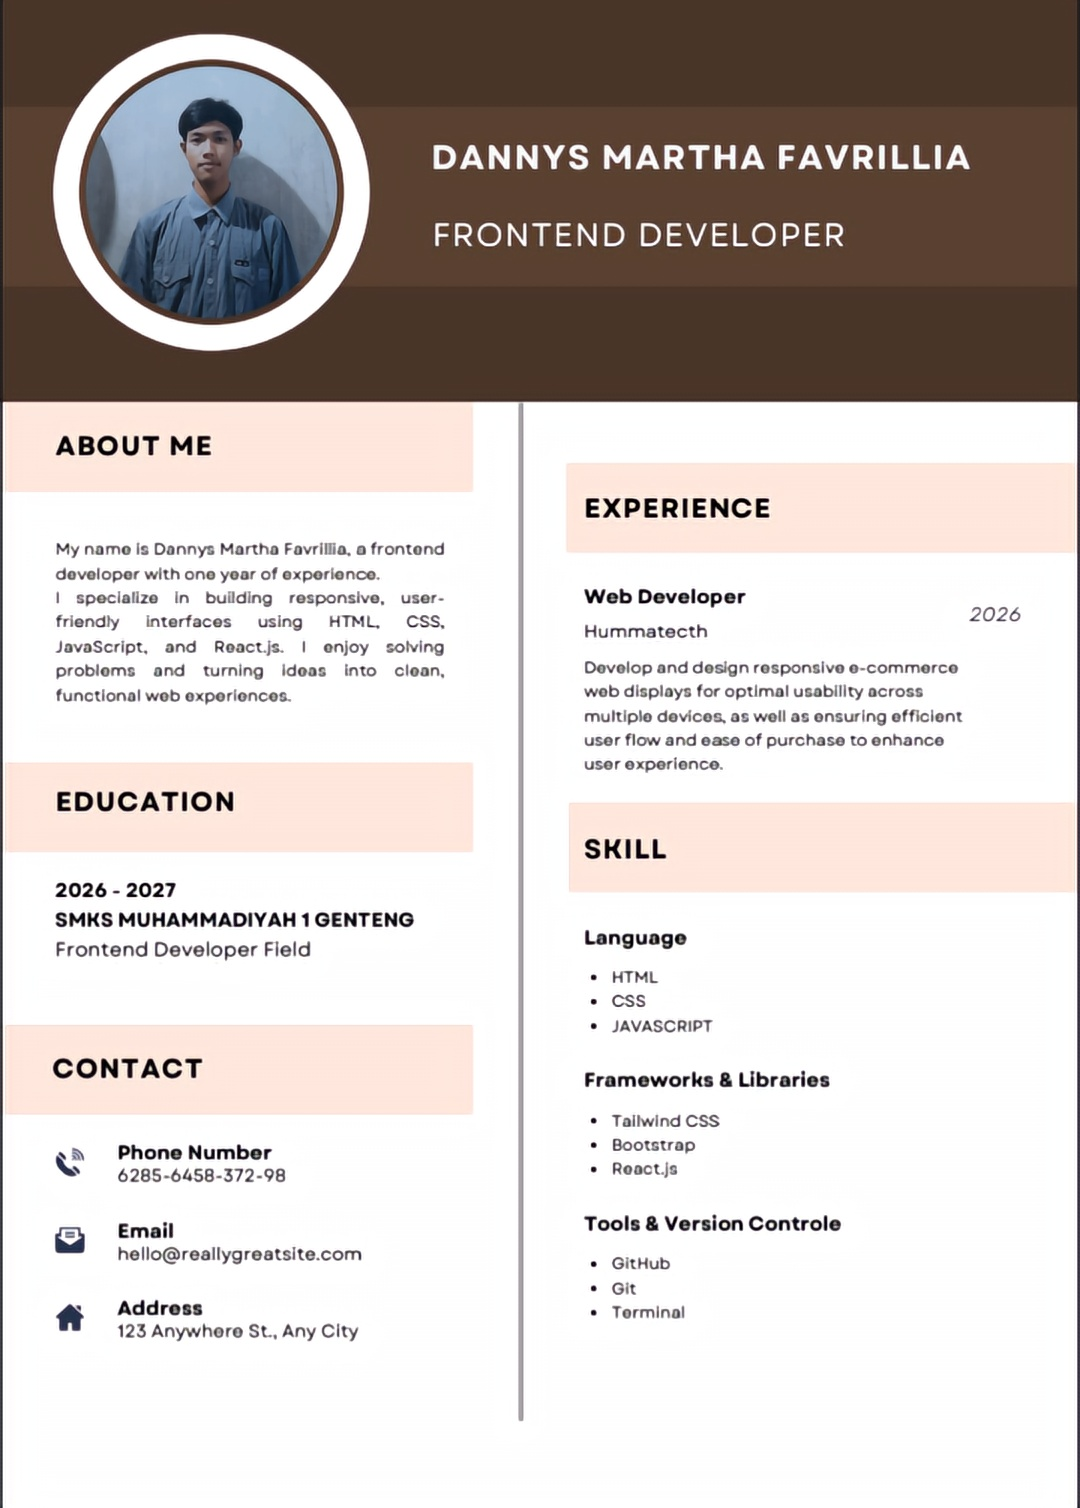 DANNYS MARTHA FAVRILLIA
FRONTEND DEVELOPER
ABOUT ME
My name is Dannys Martha Favrillia, a frontend
developer with one year of experience.
I specialize in building responsive, user-
friendly interfaces using HTML, CSS,
JavaScript, and React.js. I enjoy solving
problems and turning ideas into clean,
functional web experiences.
EDUCATION
2026 - 2027
SMKS MUHAMMADIYAH 1 GENTENG
Frontend Developer Field
CONTACT
Phone Number
6285-6458-372-98
Email
hello@reallygreatsite.com
Address
123 Anywhere St., Any City
EXPERIENCE
Web Developer
2026
Hummatecth
Develop and design responsive e-commerce
web displays for optimal usability across
multiple devices, as well as ensuring efficient
user flow and ease of purchase to enhance
user experience.
SKILL
Language
• HTML
• CSS
• JAVASCRIPT
Frameworks & Libraries
• Tailwind CSS
• Bootstrap
• React.js
Tools & Version Controle
• GitHub
• Git
• Terminal